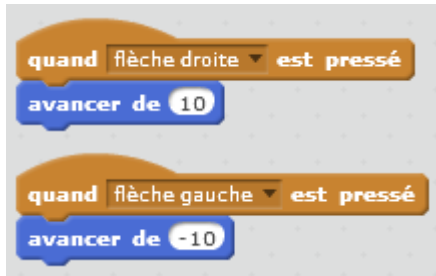 quand flèche droite est pressé
avancer de 10
quand flèche gauche est pressé
avancer de -10